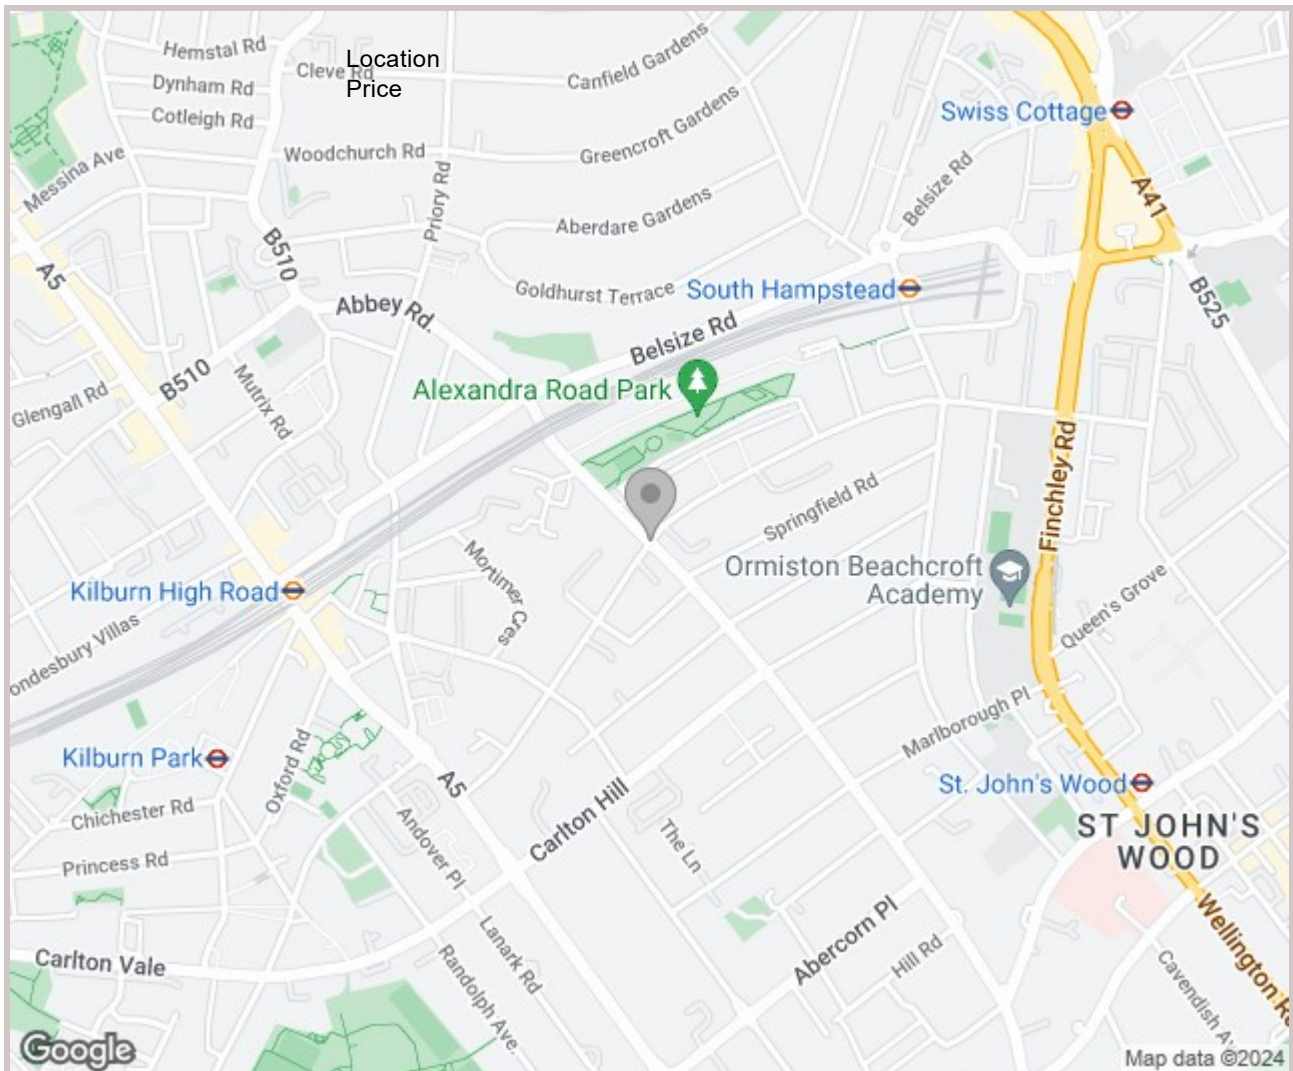 Hemstal Rd
Location
Cleve Rd
Price
Canfield Gardens
Dynham Rd
Cotleigh Rd
Swiss Cottage
Greencroft Gardens
Woodchurch Rd
Messina Ave
Priory Rd
Belsize Rd
A41
Aberdare Gardens
B510
A5
Goldhurst Terrace
South Hampstead
B525
Abbey Rd.
Belsize Rd
B510
Alexandra Road Park
Glengall Rd
Mutrix Rd
Finchley Rd
Springfield Rd
Mortimer Cres
Ormiston Beachcroft
Academy
Kilburn High Road
Queen's Grove
ondesbury Villas
Marlborough Pl
Kilburn Park
Oxford Rd
A5
St. John's Wood
Chichester Rd
Andover Pl
Carlton Hill
The Ln
ST JOHN'S
WOOD
Princess Rd
Abercorn Pl
Wellington R
Lanark Rd
Hill Rd
Carlton Vale
Randolph Ave.
Cavendish Av
Google
Map data ©2024